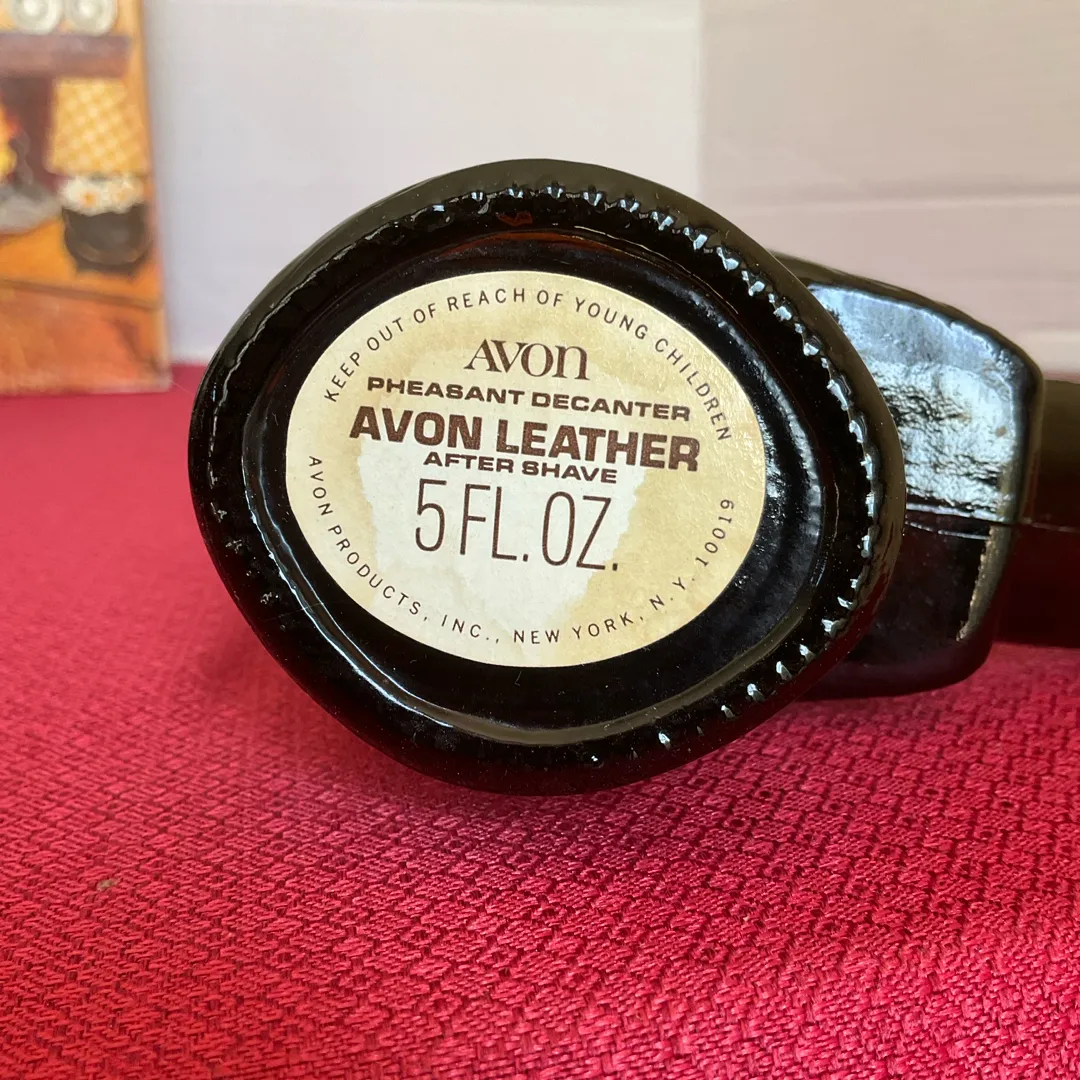 KEEP OUT OF REACH OF YOUNG CHILDREN
AVON
PHEASANT DECANTER
AVON LEATHER
AFTER SHAVE
5 FL. OZ.
AVON PRODUCTS, INC., NEW YORK, N.Y. 10019